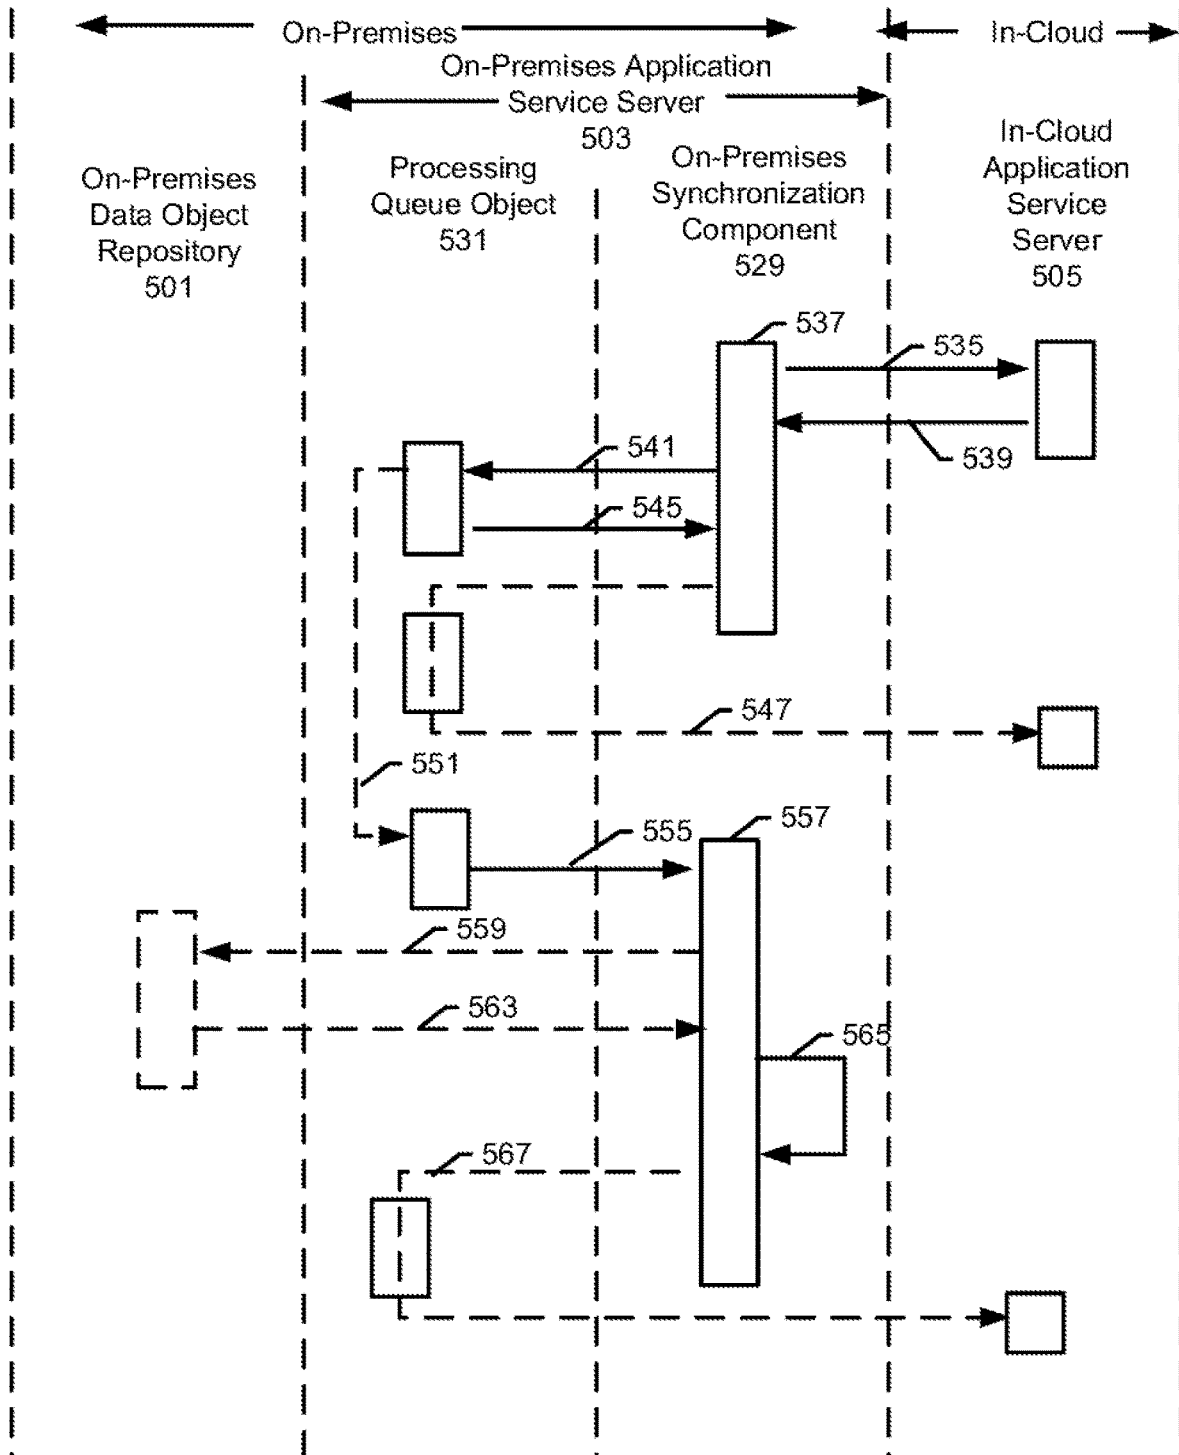 On-Premises
In-Cloud
On-Premises Application
Service Server
503
On-Premises
Data Object
Repository
501
Processing
Queue Object
531
On-Premises
Synchronization
Component
529
In-Cloud
Application
Service
Server
505
537
535
539
541
545
547
551
555
557
559
563
565
567